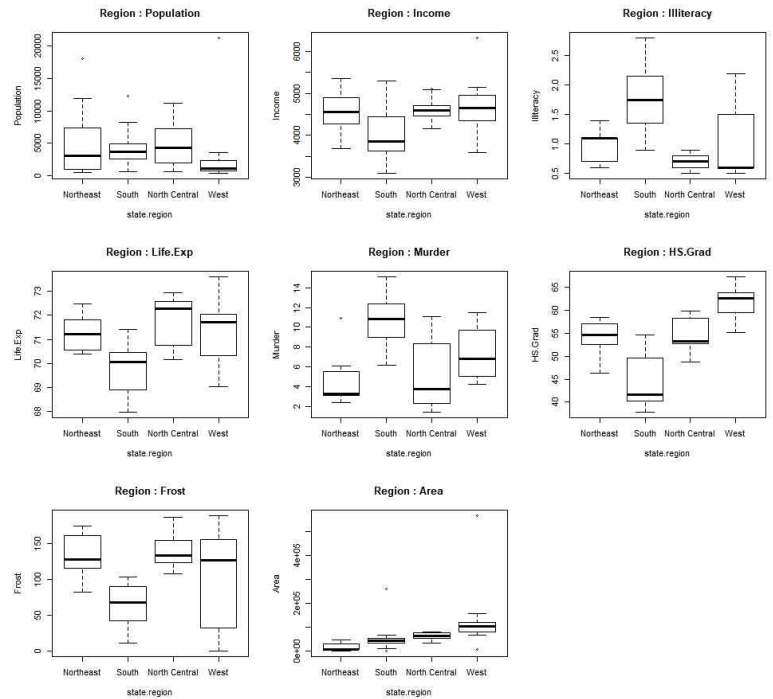 Region : Population
Population
0
5000
10000
15000
20000
Northeast South North Central West
state.region
Region : Income
Income
3000
4000
5000
6000
Northeast South North Central West
state.region
Region : Illiteracy
Illiteracy
0.5
1.0
1.5
2.0
2.5
Northeast South North Central West
state.region
Region : Life.Exp
Life.Exp
68
69
70
71
72
73
Northeast South North Central West
state.region
Region : Murder
Murder
2
4
6
8
10
12
14
Northeast South North Central West
state.region
Region : HS.Grad
HS.Grad
40
45
50
55
60
65
Northeast South North Central West
state.region
Region : Frost
Frost
0
50
100
150
Northeast South North Central West
state.region
Region : Area
Area
0e+00
2e+05
4e+05
Northeast South North Central West
state.region